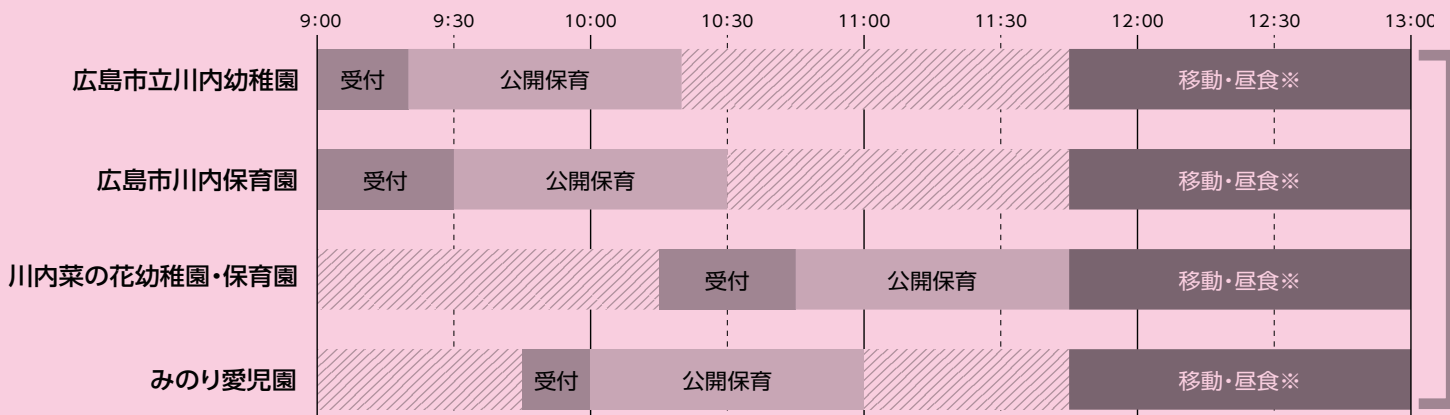 9:00 9:30 10:00 10:30 11:00 11:30 12:00 12:30 13:00
広島市立川内幼稚園 受付 公開保育 移動・昼食※
広島市川内保育園 受付 公開保育 移動・昼食※
川内菜の花幼稚園・保育園 受付 公開保育 移動・昼食※
みのり愛児園 受付 公開保育 移動・昼食※